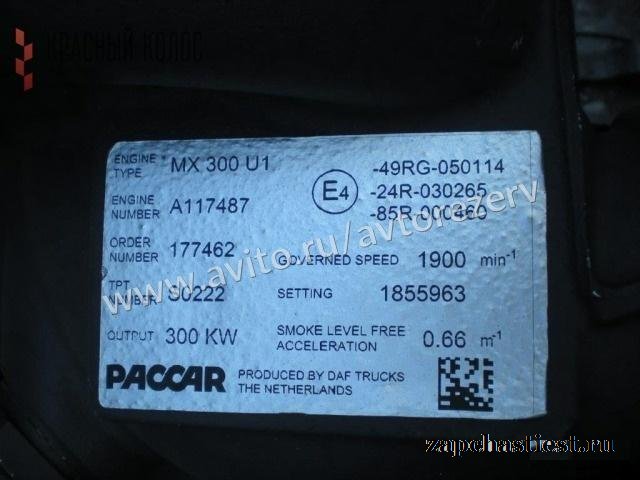 КРАСНЫЙ КОЛОС
ENGINE TYPE MX 300 U1
ENGINE NUMBER A117487
ORDER NUMBER 177462
TPT NUMBER S0222
OUTPUT 300 KW
E4
-49RG-050114
-24R-030265
-85R-000460
GOVERNED SPEED 1900 min-1
SETTING 1855963
SMOKE LEVEL FREE ACCELERATION 0.66 m-1
PACCAR
PRODUCED BY DAF TRUCKS
THE NETHERLANDS
www.avito.ru/avtorezerv
zapchastiest.ru